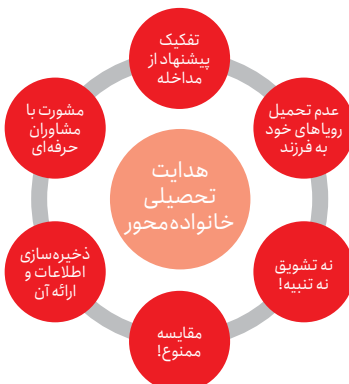 تفکیک
پیشنهاد از
مداخله
عدم تحمیل
رویاهای خود
به فرزند
نه تشویق
نه تنبیه!
مقایسه
ممنوع!
ذخیره‌سازی
اطلاعات و
ارائه آن
مشورت با
مشاوران
حرفه‌ای
هدایت
تحصیلی
خانواده‌محور